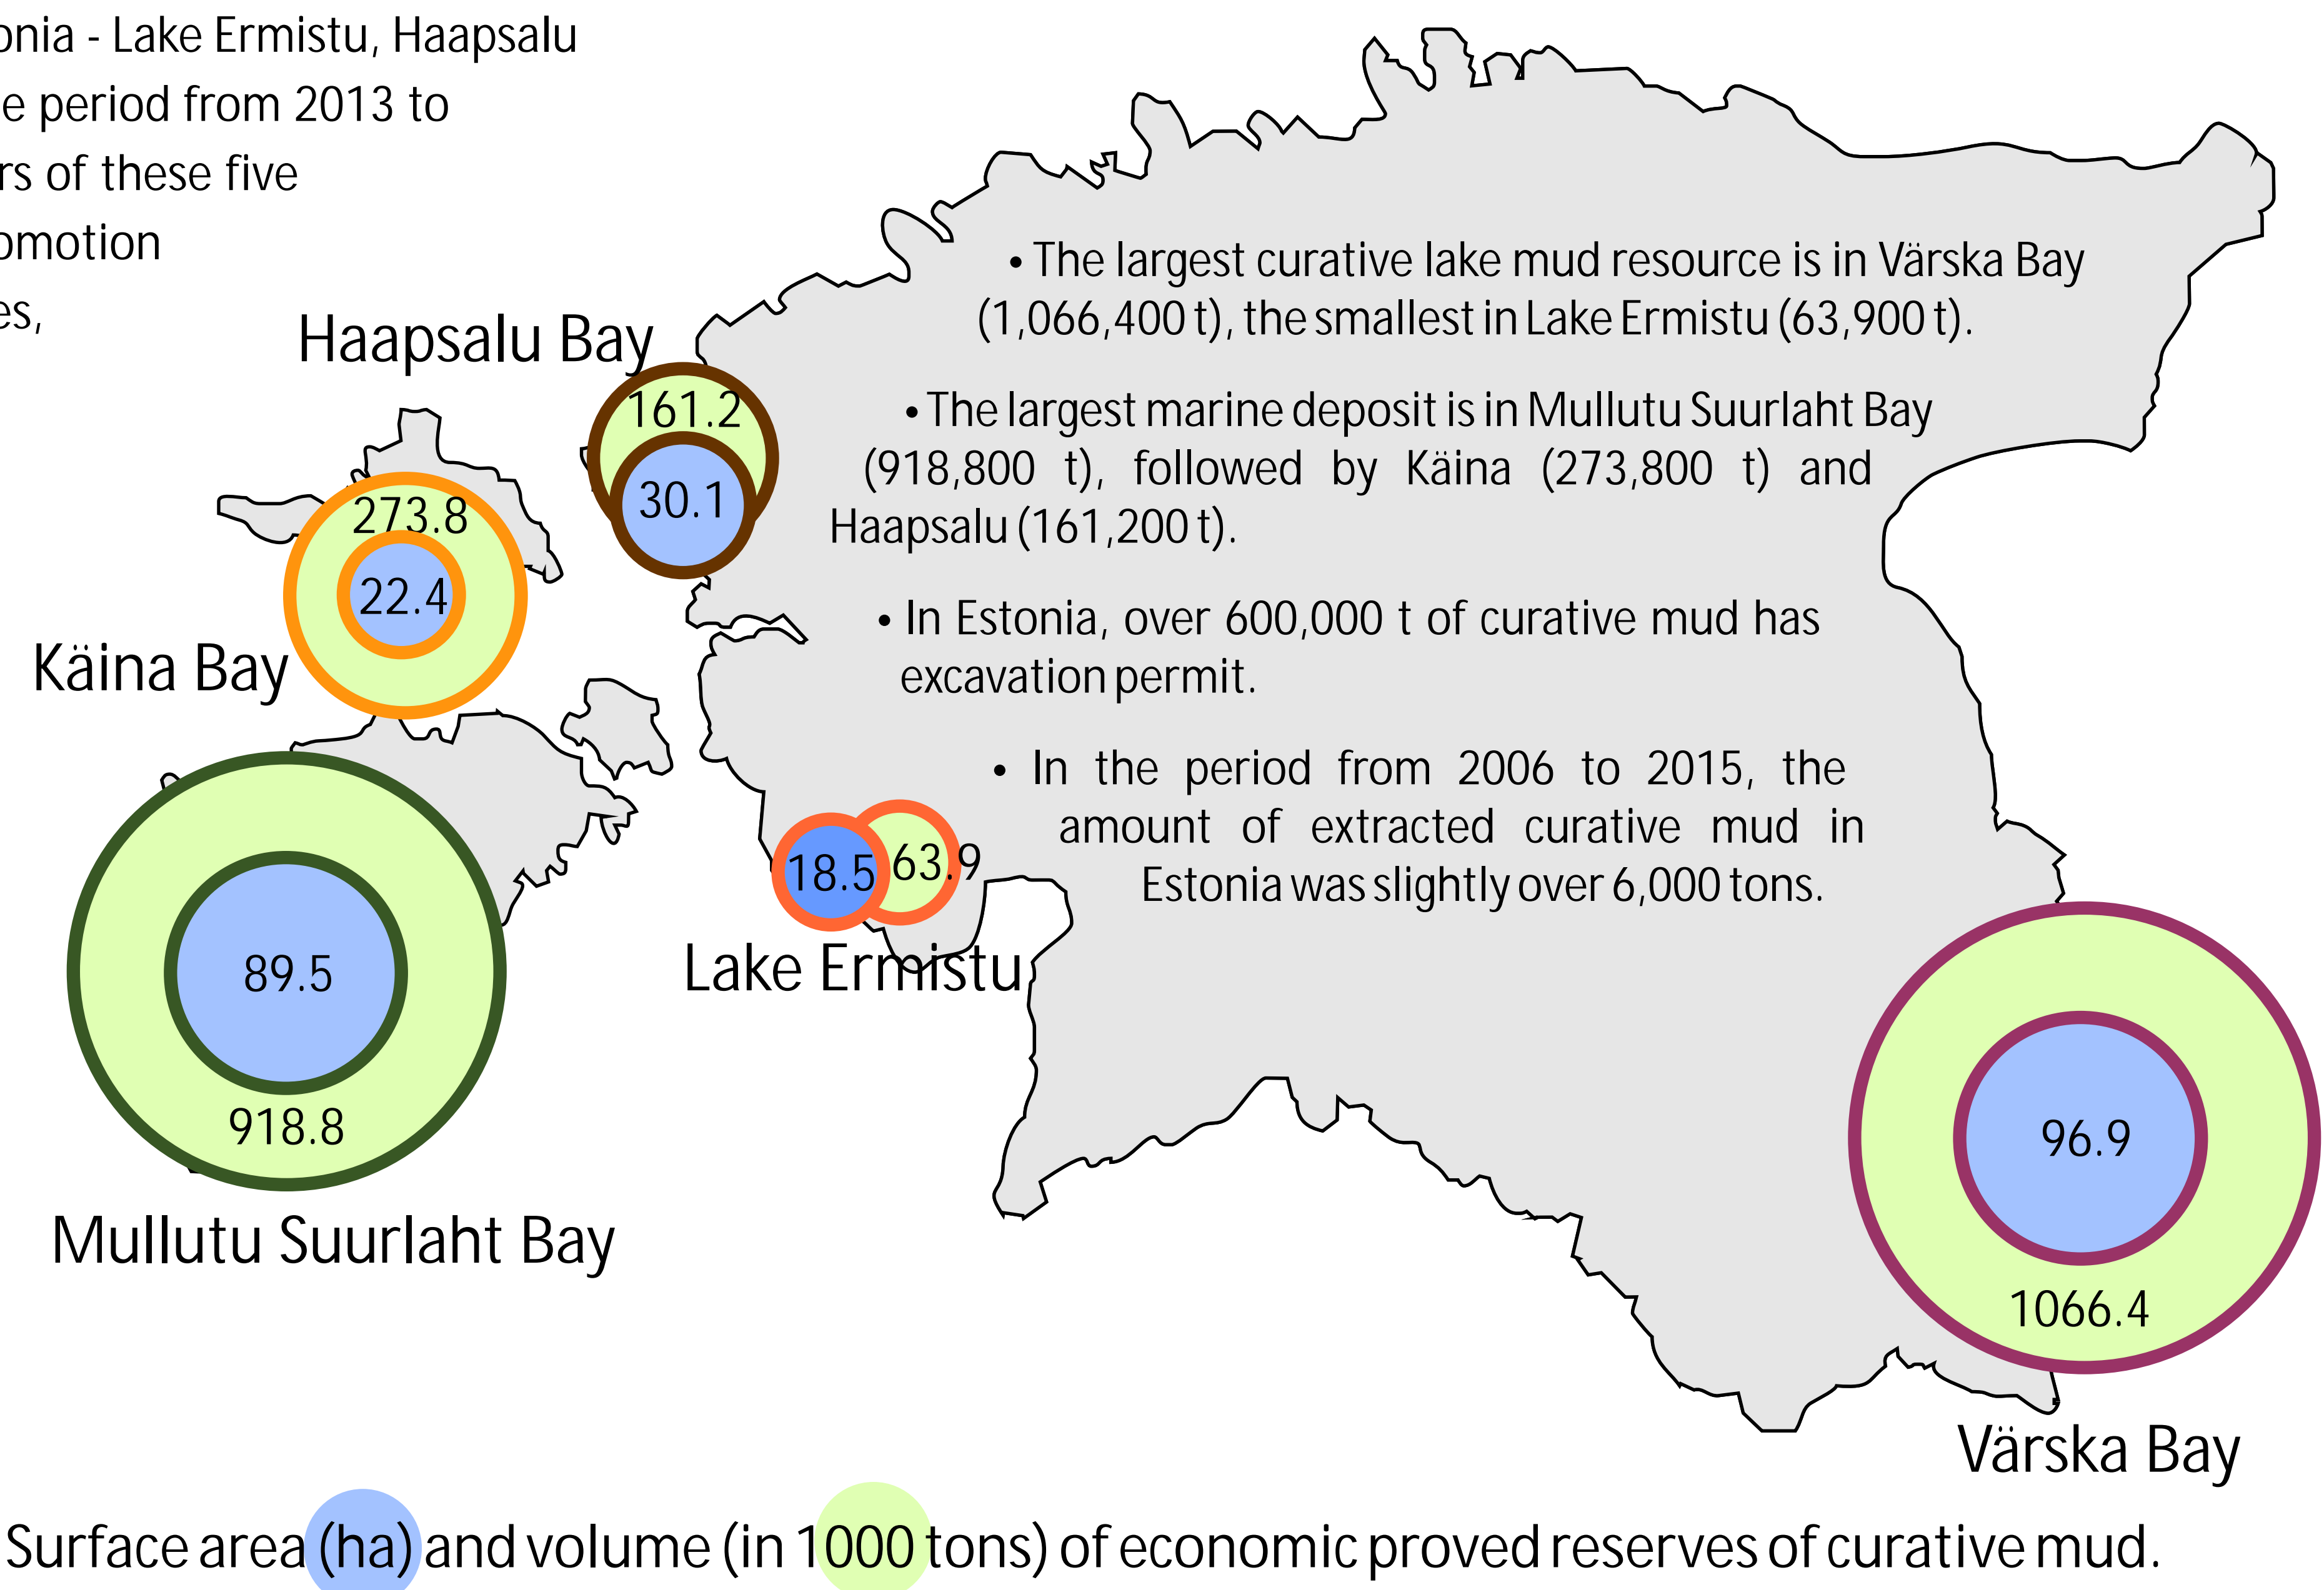 - Lake Ermistu, Haapsalu
period from 2013 to
of these five
Haapsalu Bay
161.2
30.1
273.8
22.4
Käina Bay
89.5
918.8
Mullutu Suurlaht Bay
18.5
63.9
Lake Ermistu
• The largest curative lake mud resource is in Värska Bay
(1,066,400 t), the smallest in Lake Ermistu (63,900 t).
• The largest marine deposit is in Mullutu Suurlaht Bay
(918,800 t), followed by Käina (273,800 t) and
Haapsalu (161,200 t).
• In Estonia, over 600,000 t of curative mud has
excavation permit.
• In the period from 2006 to 2015, the
amount of extracted curative mud in
Estonia was slightly over 6,000 tons.
96.9
1066.4
Värska Bay
Surface area (ha) and volume (in 1000 tons) of economic proved reserves of curative mud.